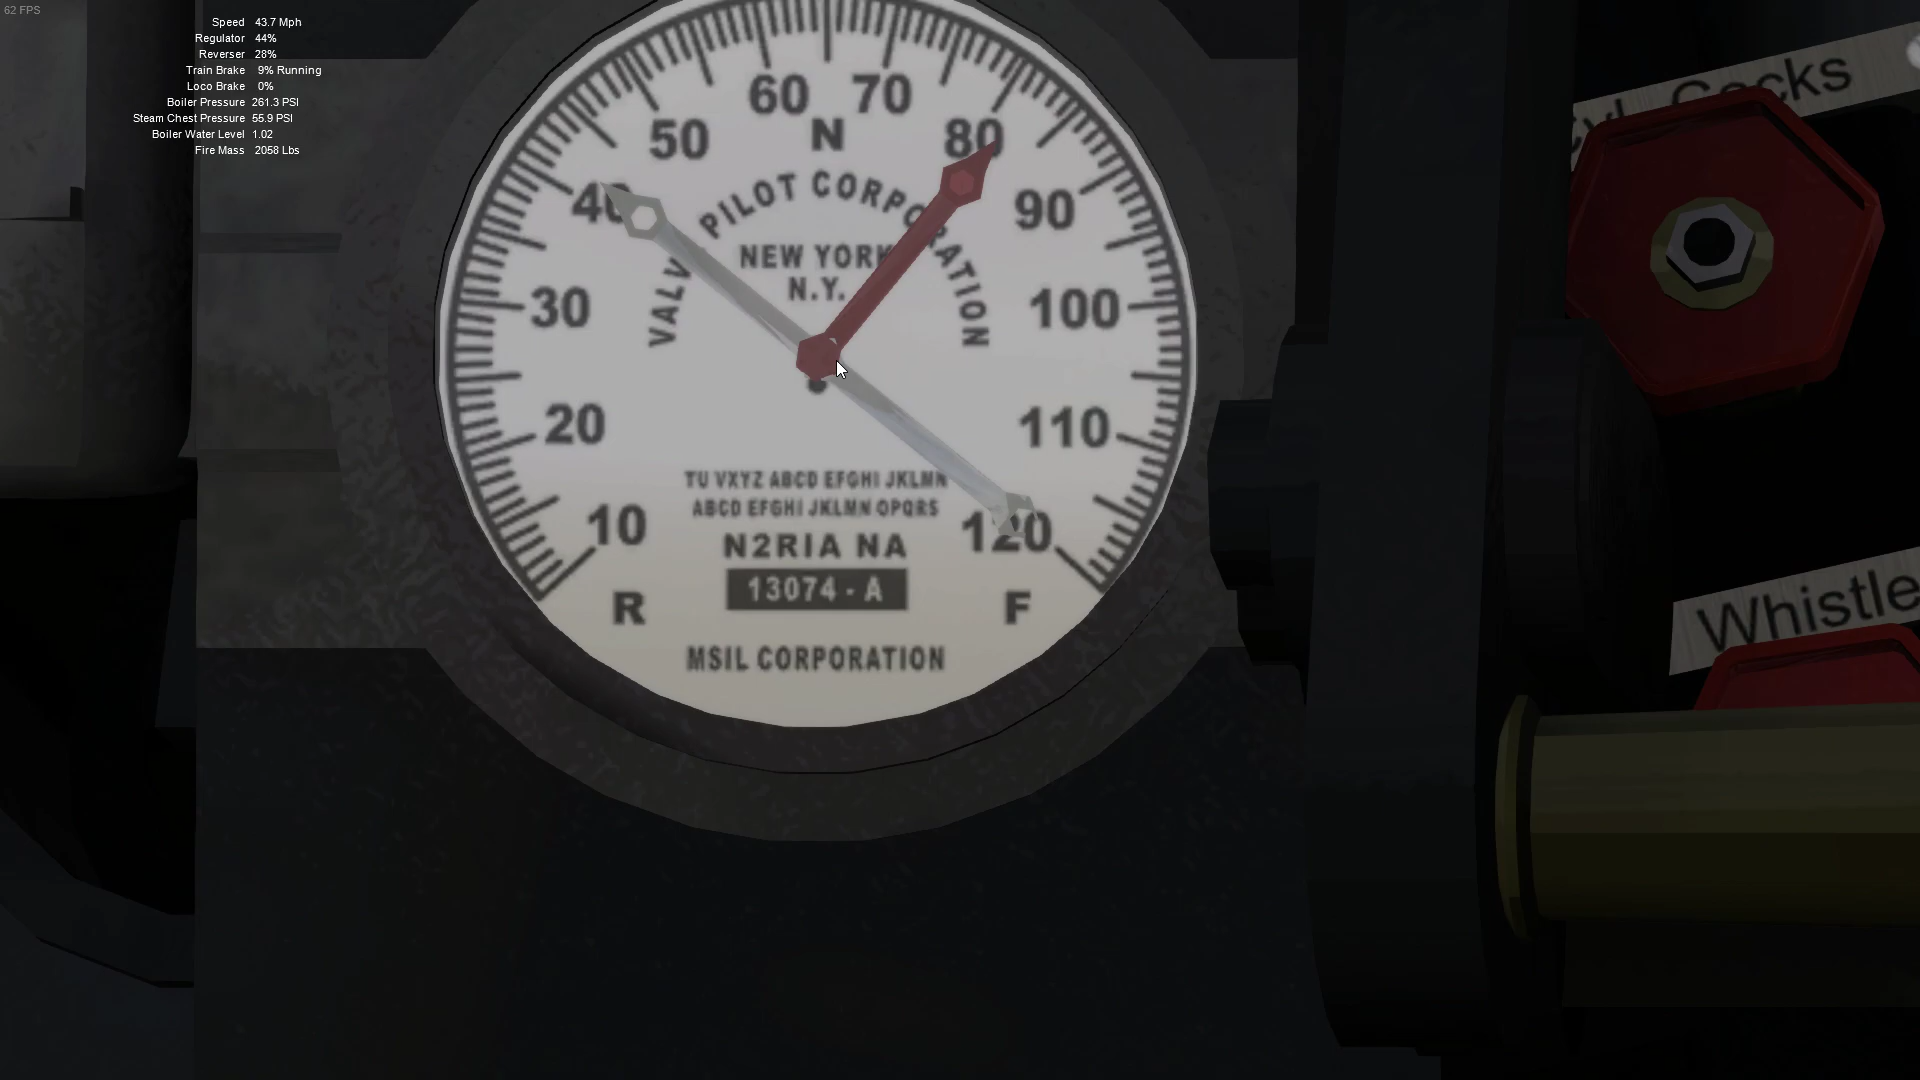 62 FPS
Speed 43.7 Mph
Regulator 44%
Reverser 28%
Train Brake 9% Running
Loco Brake 0%
Boiler Pressure 261.3 PSI
Steam Chest Pressure 55.9 PSI
Boiler Water Level 1.02
Fire Mass 2058 Lbs
60 70
50 N 80
40 90
30 100
20 110
10 120
VALV PILOT CORPORATION
NEW YORK
N.Y.
TU VXYZ ABCD EFGHI JKLMN
ABCD EFGHI JKLMN OPQRS
N2RIA NA
13074 - A
R F
MSIL CORPORATION
Cyl Cocks
Whistle